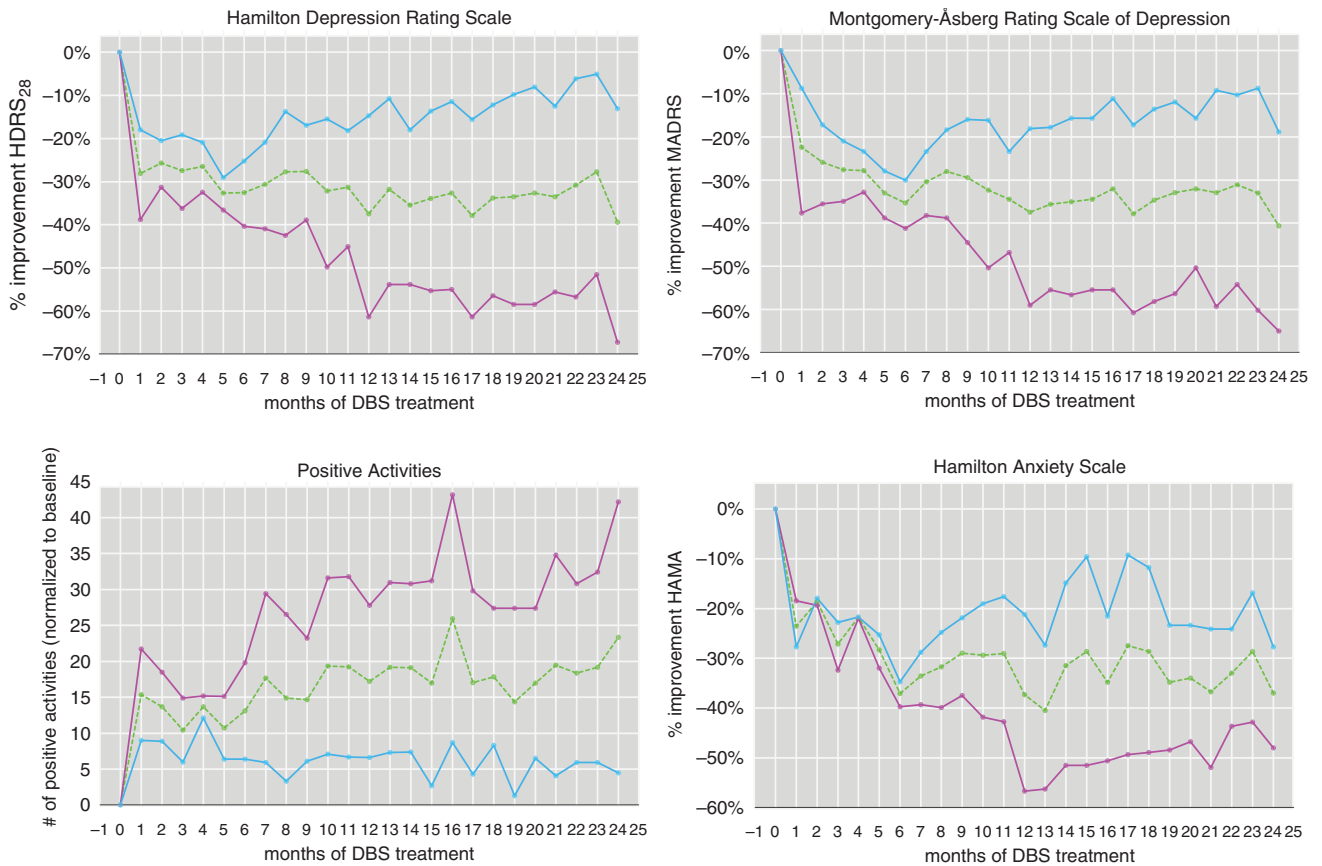 Hamilton Depression Rating Scale
% improvement HDRS28
0%
–10%
–20%
–30%
–40%
–50%
–60%
–70%
–1 0 1 2 3 4 5 6 7 8 9 10 11 12 13 14 15 16 17 18 19 20 21 22 23 24 25
months of DBS treatment
Montgomery-Åsberg Rating Scale of Depression
% improvement MADRS
0%
–10%
–20%
–30%
–40%
–50%
–60%
–70%
–1 0 1 2 3 4 5 6 7 8 9 10 11 12 13 14 15 16 17 18 19 20 21 22 23 24 25
months of DBS treatment
Positive Activities
# of positive activities (normalized to baseline)
45
40
35
30
25
20
15
10
5
0
–1 0 1 2 3 4 5 6 7 8 9 10 11 12 13 14 15 16 17 18 19 20 21 22 23 24 25
months of DBS treatment
Hamilton Anxiety Scale
% improvement HAMA
0%
–10%
–20%
–30%
–40%
–50%
–60%
–1 0 1 2 3 4 5 6 7 8 9 10 11 12 13 14 15 16 17 18 19 20 21 22 23 24 25
months of DBS treatment